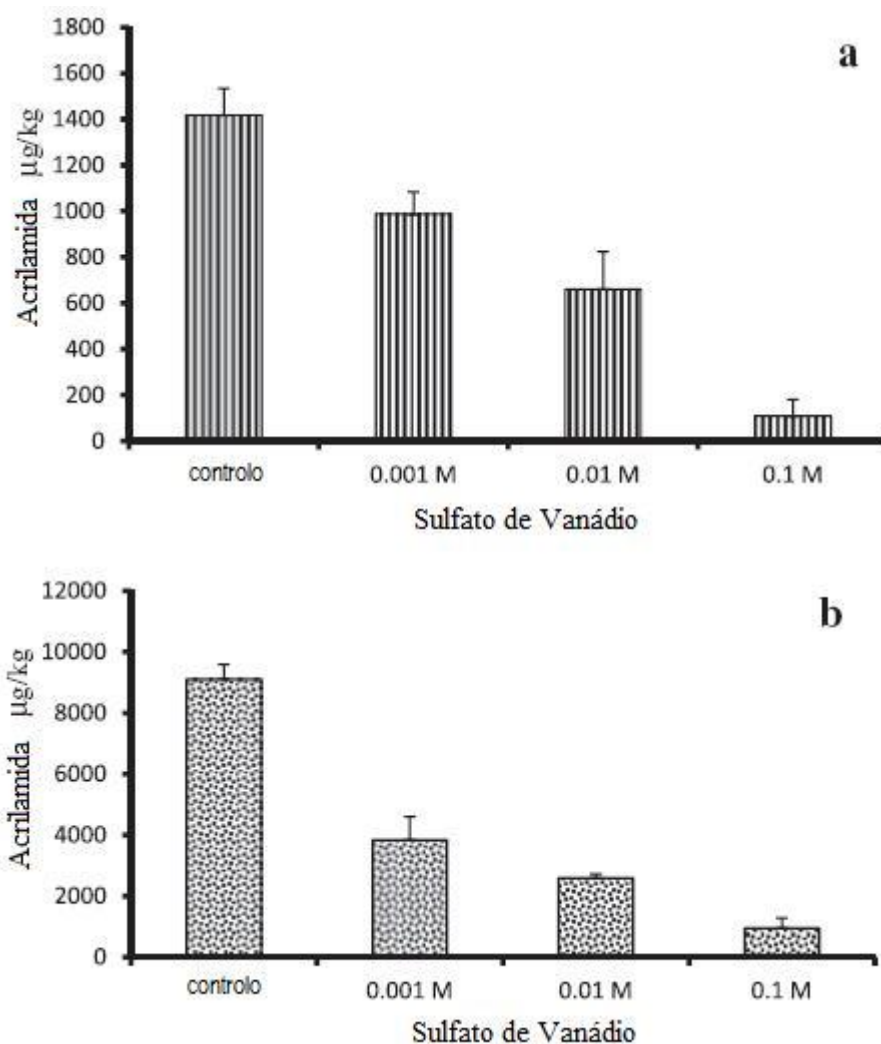 a
Acrilamida µg/kg
1800
1600
1400
1200
1000
800
600
400
200
0
controlo 0.001 M 0.01 M 0.1 M
Sulfato de Vanádio
b
Acrilamida µg/kg
12000
10000
8000
6000
4000
2000
0
controlo 0.001 M 0.01 M 0.1 M
Sulfato de Vanádio